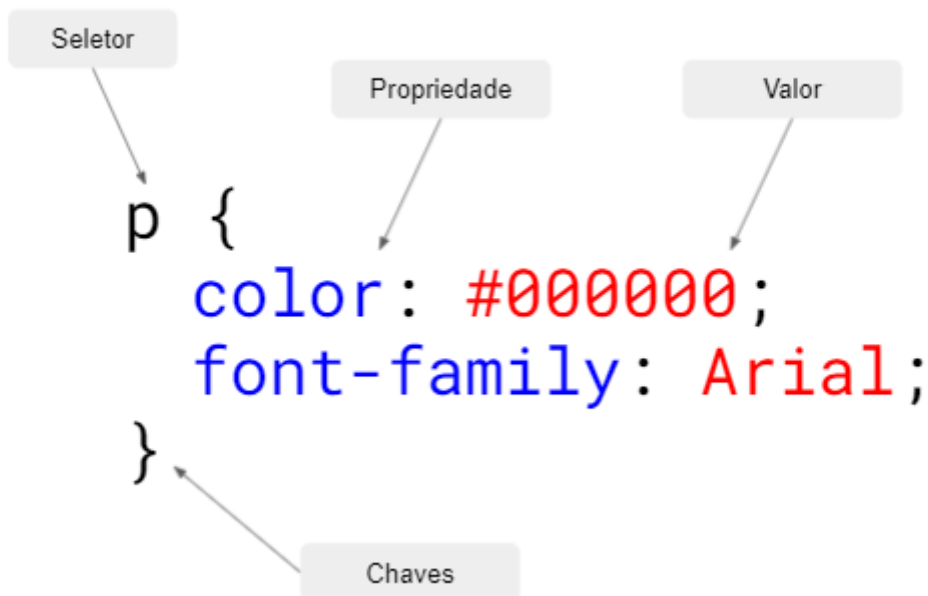 Seletor
Propriedade
Valor
p {
color: #000000;
font-family: Arial;
}
Chaves